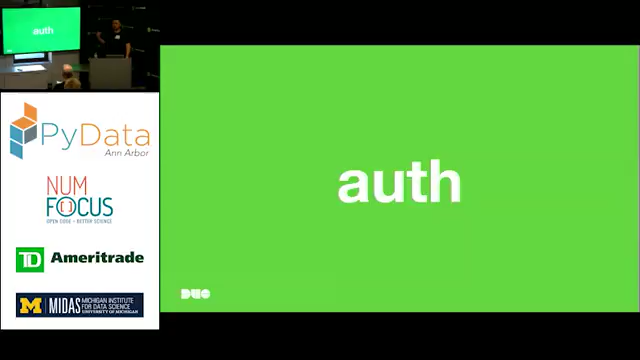 auth
PyData
Ann Arbor
NUM
FOCUS
OPEN CODE = BETTER SCIENCE
TD Ameritrade
M MIDAS MICHIGAN INSTITUTE
FOR DATA SCIENCE
UNIVERSITY OF MICHIGAN
auth
DUO